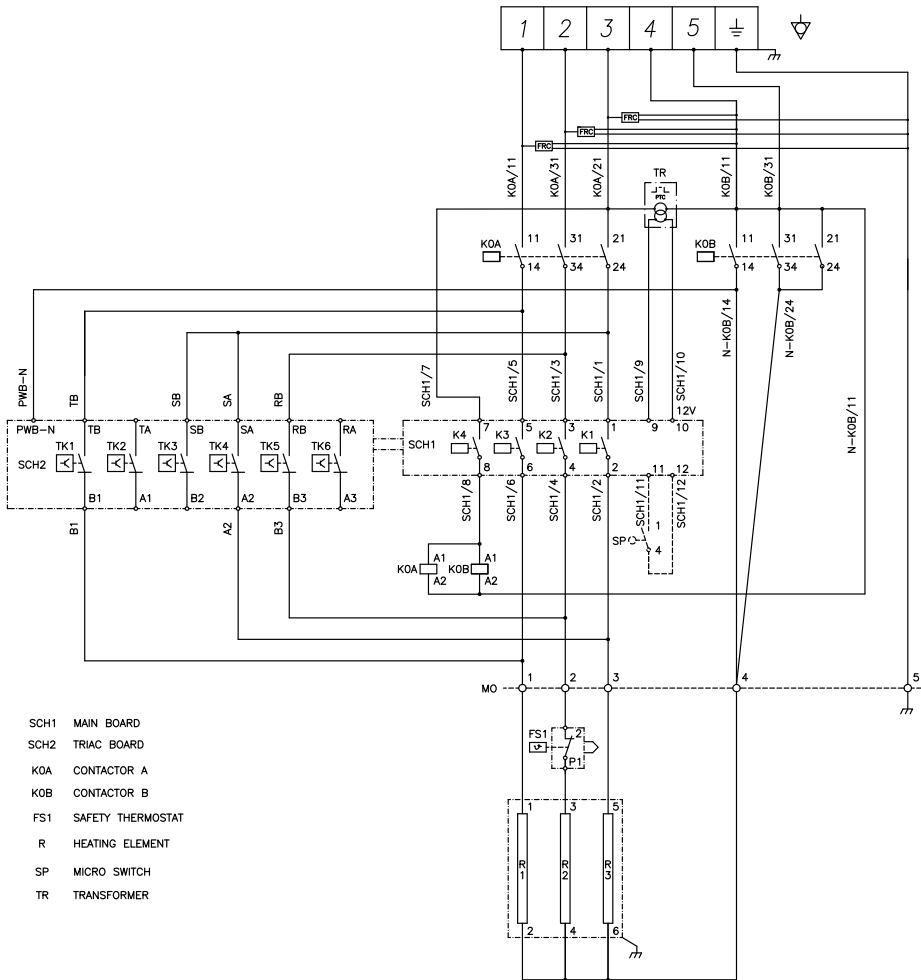 1 2 3 4 5
FRC
FRC
FRC
K0A/11 K0A/31 K0A/21 TR K0B/11 K0B/31
PTC
K0A 11 31 21 K0B 11 31 21
14 34 24 14 34 24
PWB-N TB SB SA RB SCH1/7 SCH1/5 SCH1/3 SCH1/1 SCH1/9 SCH1/10 N-K0B/14 N-K0B/24
12V
PWB-N TB TA SB SA RB RA 7 5 3 1 9 10
SCH2 TK1 TK2 TK3 TK4 TK5 TK6 SCH1 K4 K3 K2 K1
N-K0B/11
B1 A1 B2 A2 B3 A3 8 6 4 2 11 12
B1 A2 B3 SCH1/8 SCH1/6 SCH1/4 SCH1/2 SCH1/11 SCH1/12
SP 1
4
K0A A1 K0B A1
A2 A2
MO 1 2 3 4 5
FS1 2
P1
1 3 5
R1 R2 R3
2 4 6
SCH1 MAIN BOARD
SCH2 TRIAC BOARD
K0A CONTACTOR A
K0B CONTACTOR B
FS1 SAFETY THERMOSTAT
R HEATING ELEMENT
SP MICRO SWITCH
TR TRANSFORMER